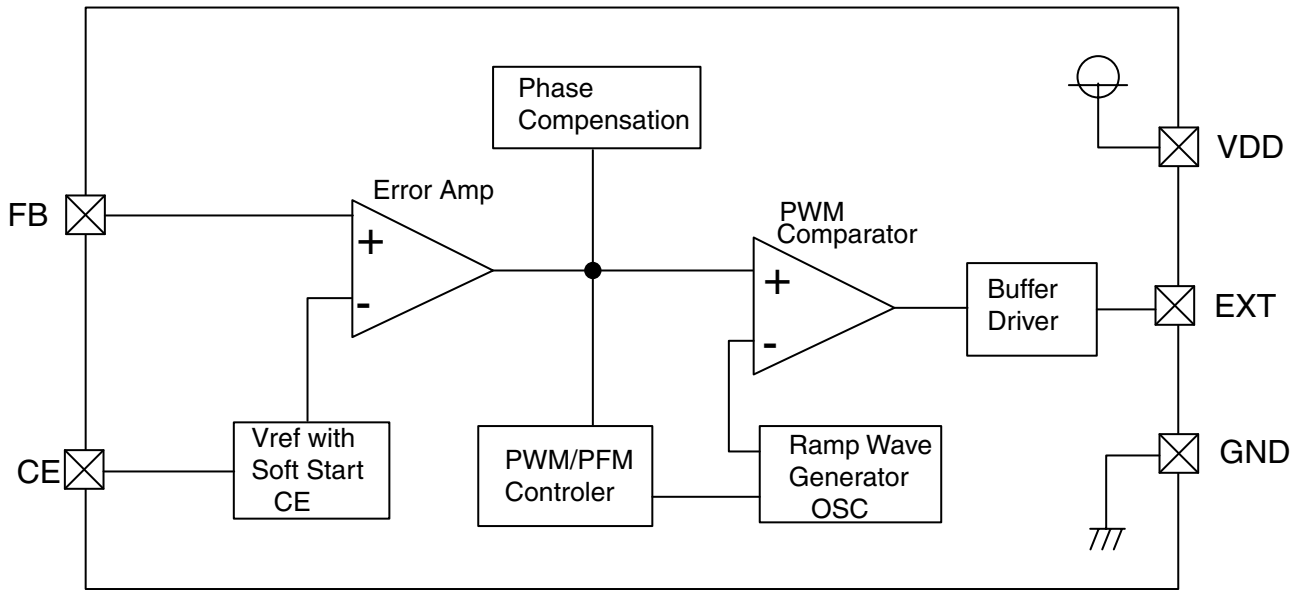 Phase
Compensation
VDD
Error Amp
FB
+
-
PWM
Comparator
+
-
Buffer
Driver
EXT
Vref with
Soft Start
CE
CE
PWM/PFM
Controler
Ramp Wave
Generator
OSC
GND